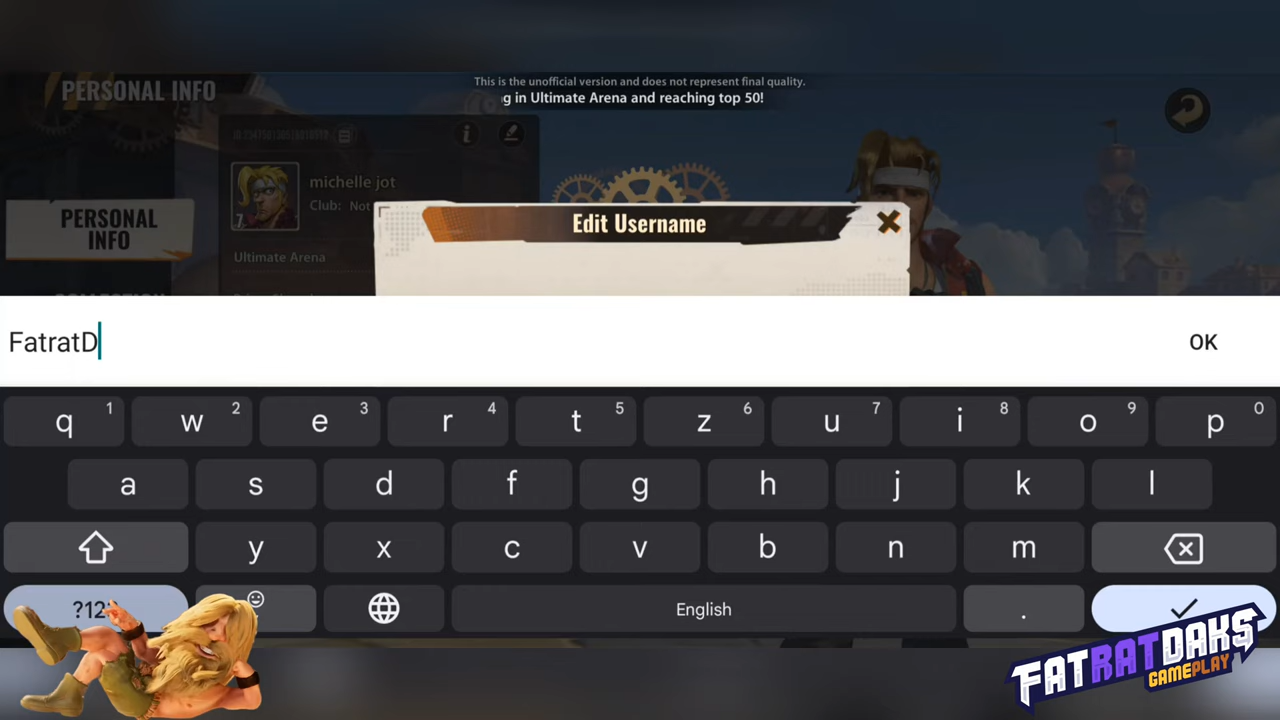 This is the unofficial version and does not represent final quality.
g in Ultimate Arena and reaching top 50!
PERSONAL INFO
michelle jot
7
Club: Not
PERSONAL
INFO
Ultimate Arena
Edit Username
FatratD
OK
q 1 w 2 e 3 r 4 t 5 z 6 u 7 i 8 o 9 p 0
a s d f g h j k l
y x c v b n m
?12
English
.
FATRATDAKS
GAMEPLAY